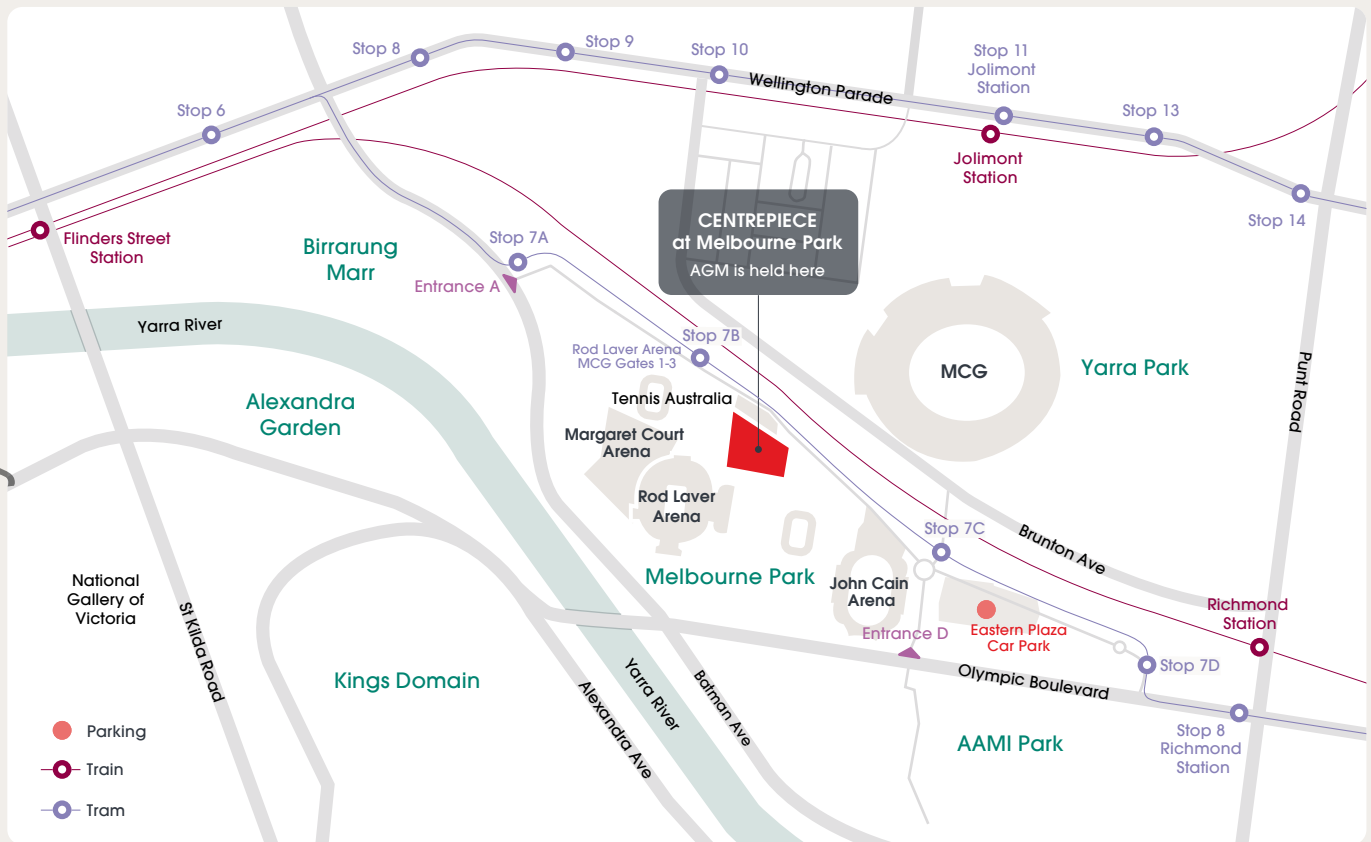 Stop 8
Stop 9
Stop 10
Stop 11
Jolimont
Station
Wellington Parade
Stop 6
Stop 13
Jolimont
Station
Stop 14
Flinders Street
Station
Birrarung
Marr
Stop 7A
Entrance A
CENTREPIECE
at Melbourne Park
AGM is held here
Yarra River
Stop 7B
Rod Laver Arena
MCG Gates 1-3
MCG
Yarra Park
Punt Road
Alexandra
Garden
Tennis Australia
Margaret Court
Arena
Rod Laver
Arena
Stop 7C
Brunton Ave
Melbourne Park
John Cain
Arena
National
Gallery of
Victoria
St Kilda Road
Richmond
Station
Entrance D
Eastern Plaza
Car Park
Stop 7D
Olympic Boulevard
Kings Domain
Alexandra Ave
Yarra River
Batman Ave
AAMI Park
Stop 8
Richmond
Station
Parking
Train
Tram